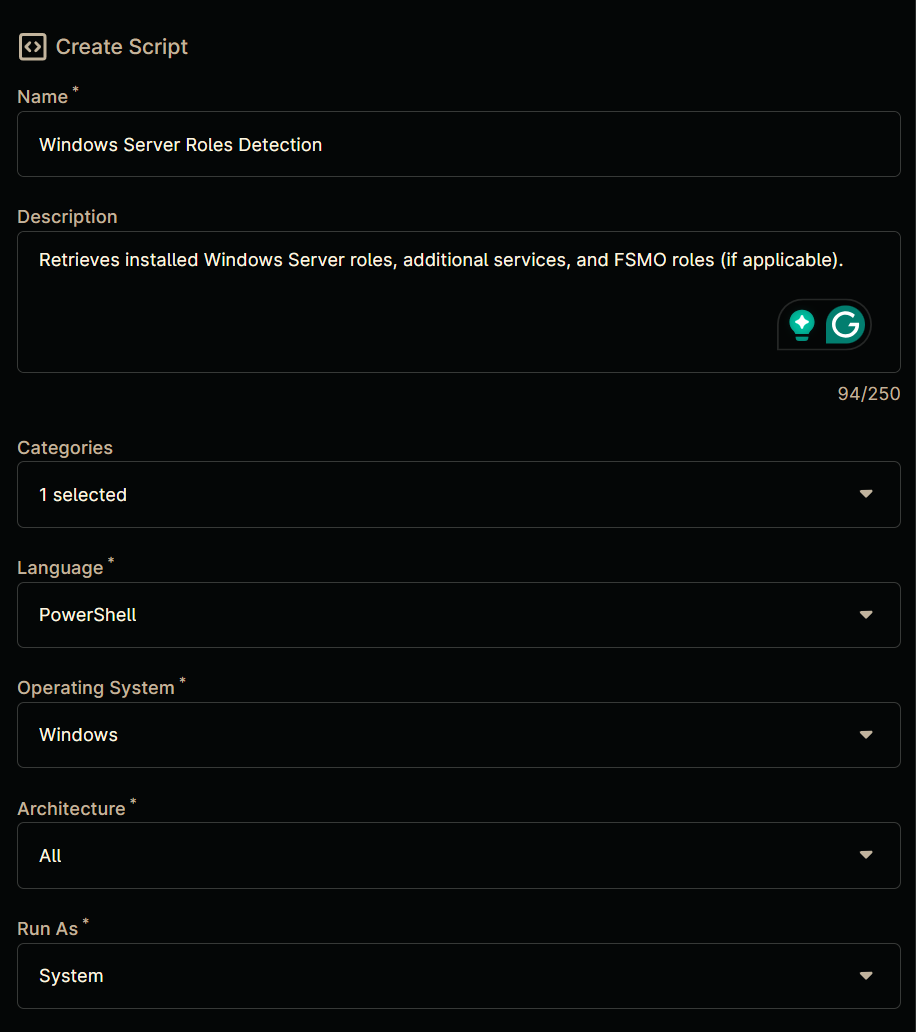 Create Script
Name *
Windows Server Roles Detection
Description
Retrieves installed Windows Server roles, additional services, and FSMO roles (if applicable).
94/250
Categories
1 selected
Language *
PowerShell
Operating System *
Windows
Architecture *
All
Run As *
System